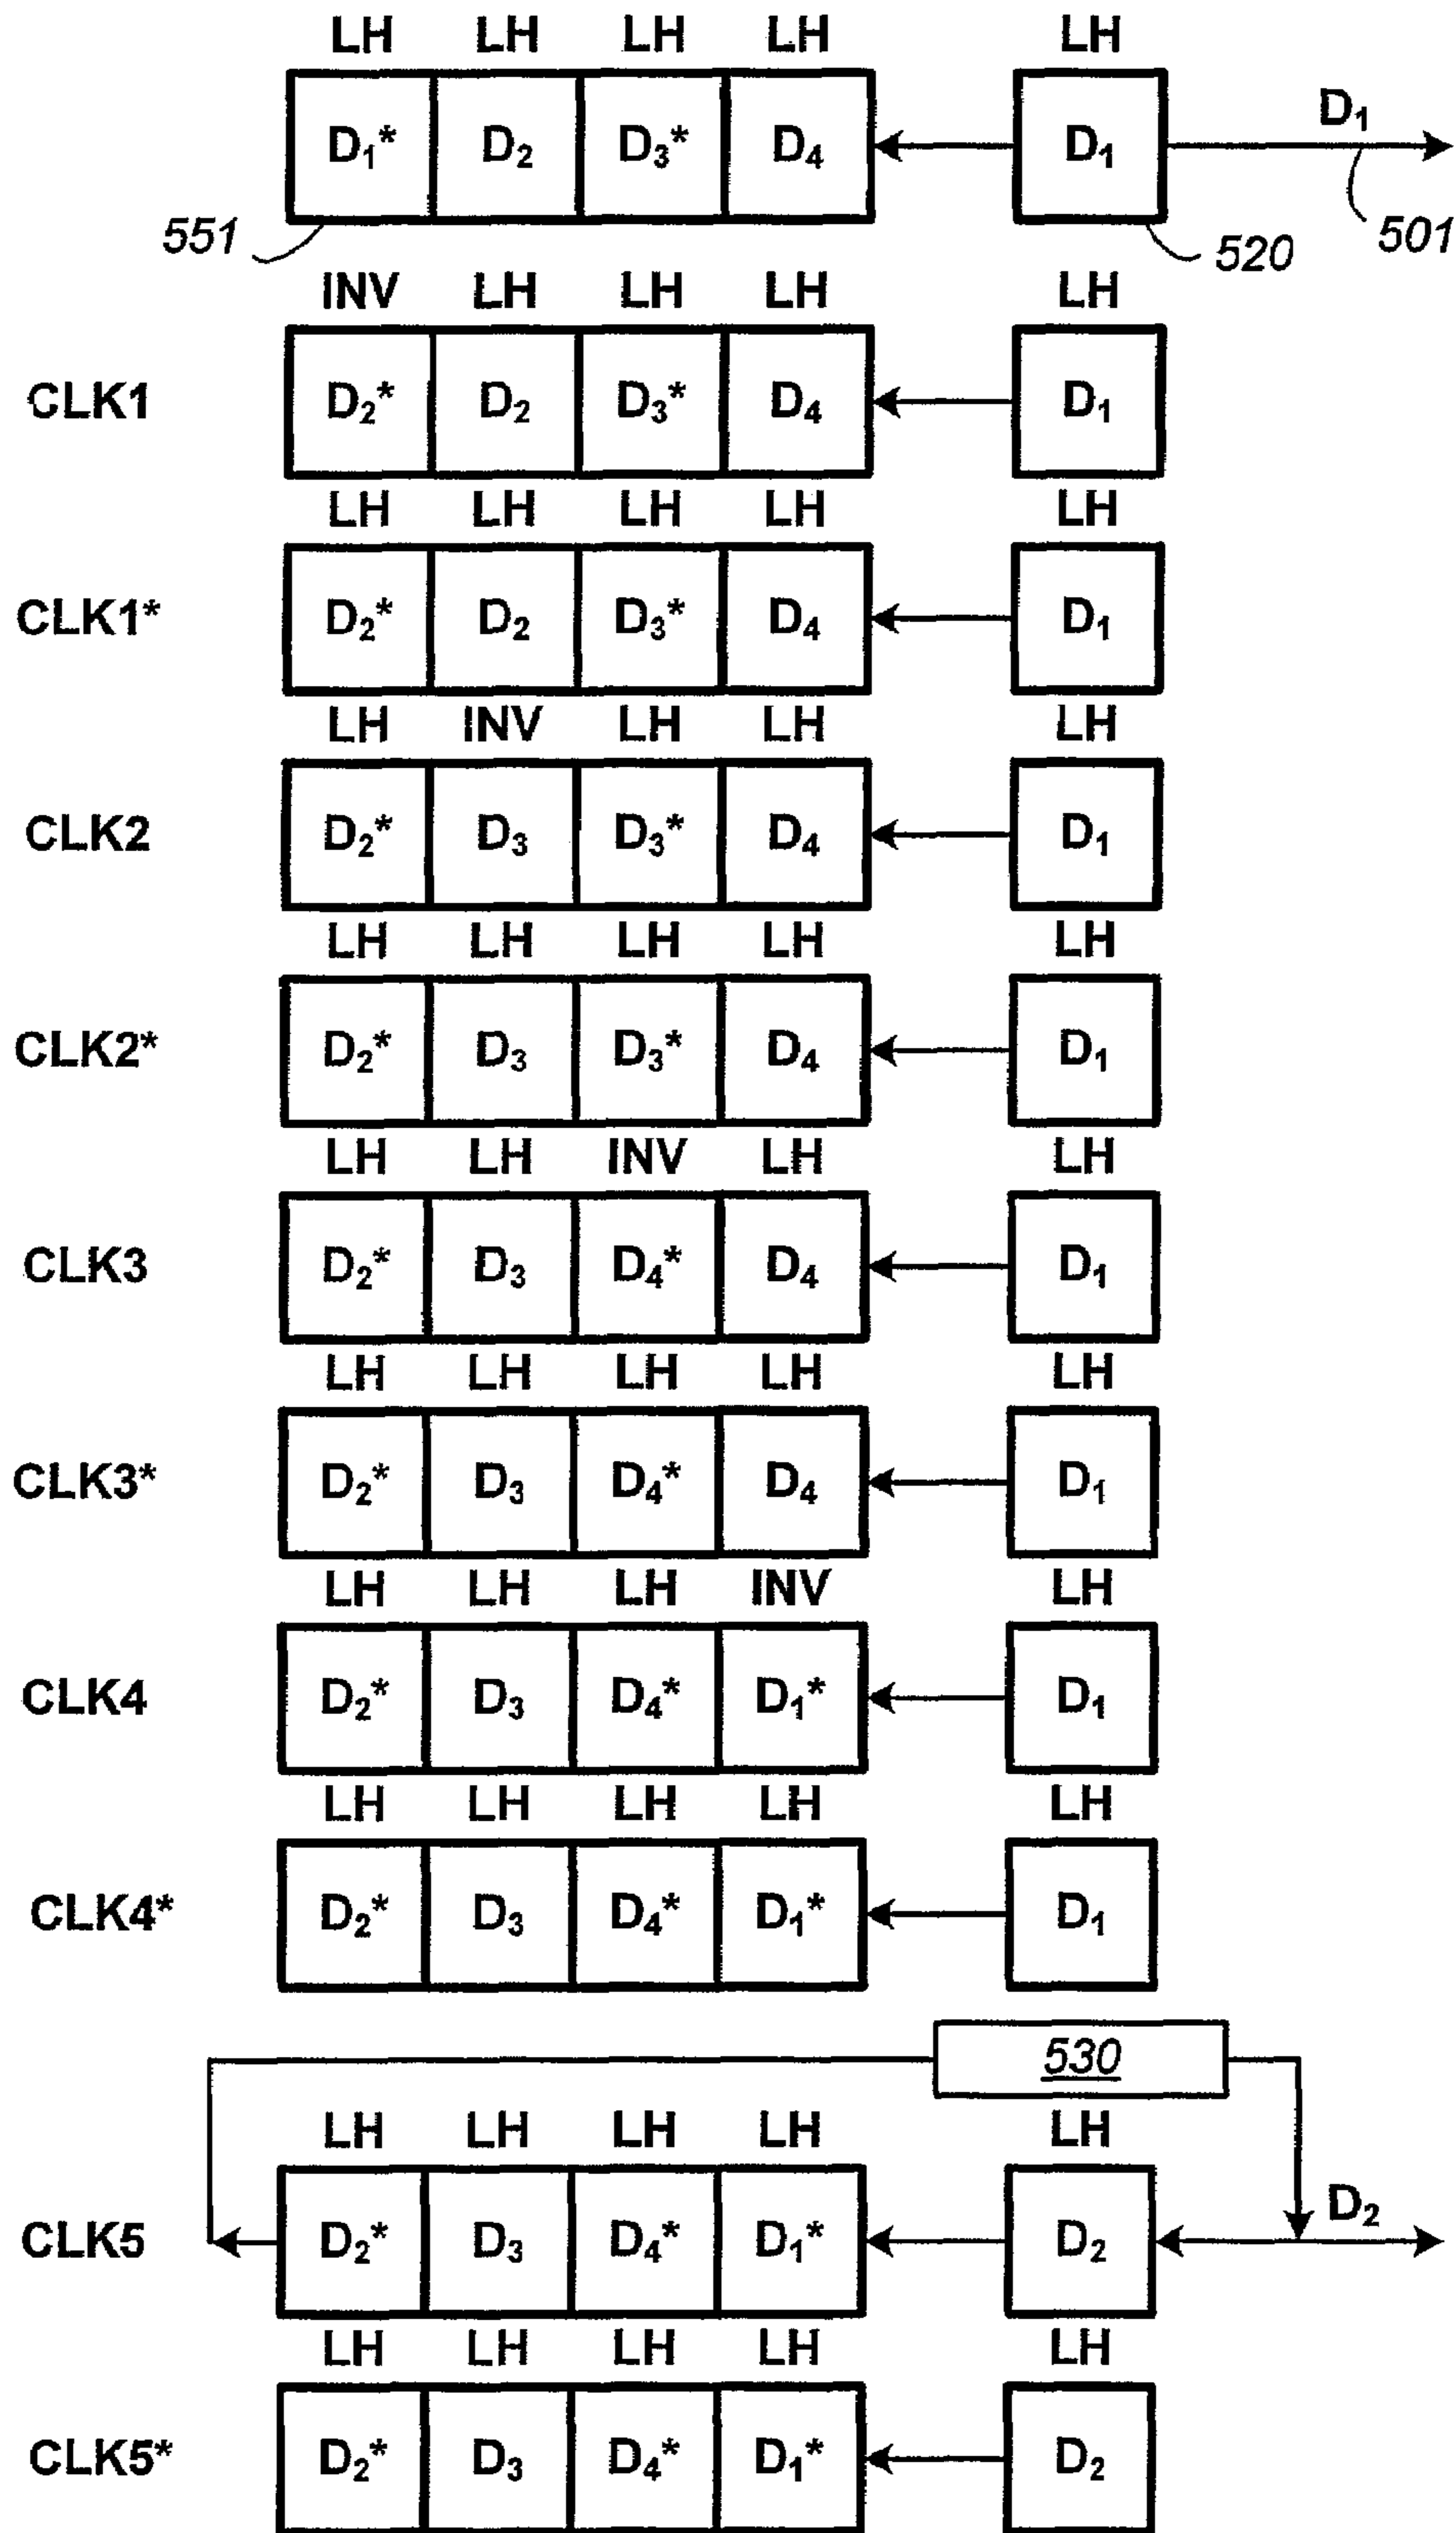 LH LH LH LH LH
D₁* D₂ D₃* D₄ D₁ D₁
551 520 501
INV LH LH LH LH
CLK1 D₂* D₂ D₃* D₄ D₁
LH LH LH LH LH
CLK1* D₂* D₂ D₃* D₄ D₁
LH INV LH LH LH
CLK2 D₂* D₃ D₃* D₄ D₁
LH LH LH LH LH
CLK2* D₂* D₃ D₃* D₄ D₁
LH LH INV LH LH
CLK3 D₂* D₃ D₄* D₄ D₁
LH LH LH LH LH
CLK3* D₂* D₃ D₄* D₄ D₁
LH LH LH INV LH
CLK4 D₂* D₃ D₄* D₁* D₁
LH LH LH LH LH
CLK4* D₂* D₃ D₄* D₁* D₁
530
LH LH LH LH LH
CLK5 D₂* D₃ D₄* D₁* D₂ D₂
LH LH LH LH LH
CLK5* D₂* D₃ D₄* D₁* D₂